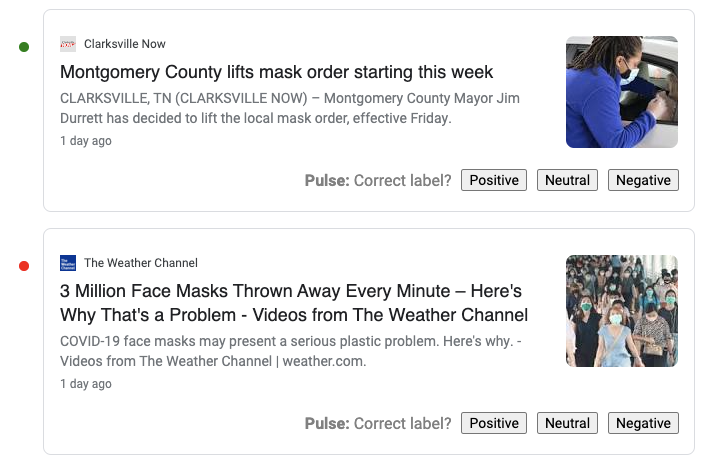 Clarksville Now
Montgomery County lifts mask order starting this week
CLARKSVILLE, TN (CLARKSVILLE NOW) – Montgomery County Mayor Jim
Durrett has decided to lift the local mask order, effective Friday.
1 day ago
Pulse: Correct label? Positive Neutral Negative
The Weather Channel
The Weather Channel
3 Million Face Masks Thrown Away Every Minute – Here's
Why That's a Problem - Videos from The Weather Channel
COVID-19 face masks may present a serious plastic problem. Here's why. -
Videos from The Weather Channel | weather.com.
1 day ago
Pulse: Correct label? Positive Neutral Negative